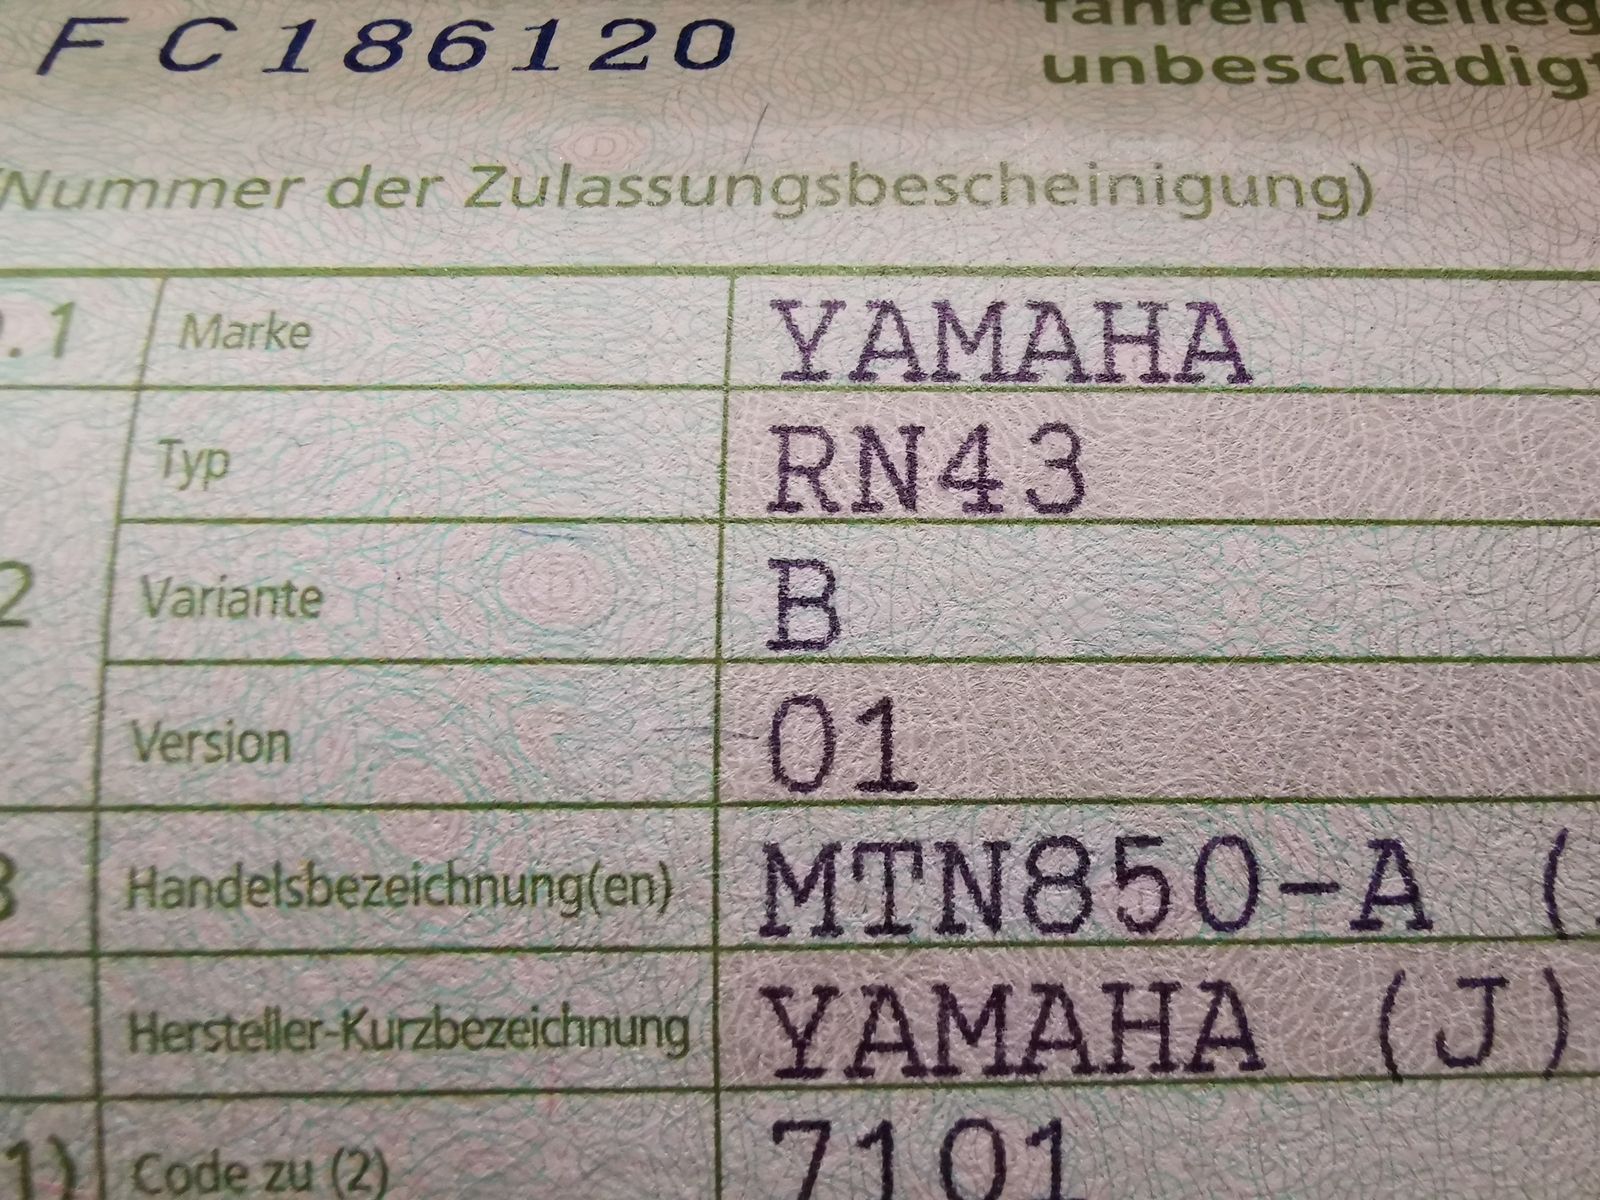 FC186120
fahren freileg
unbeschädigt
(Nummer der Zulassungsbescheinigung)
.1 Marke YAMAHA
Typ RN43
2 Variante B
Version 01
3 Handelsbezeichnung(en) MTN850-A (
Hersteller-Kurzbezeichnung YAMAHA (J)
1) Code zu (2) 7101